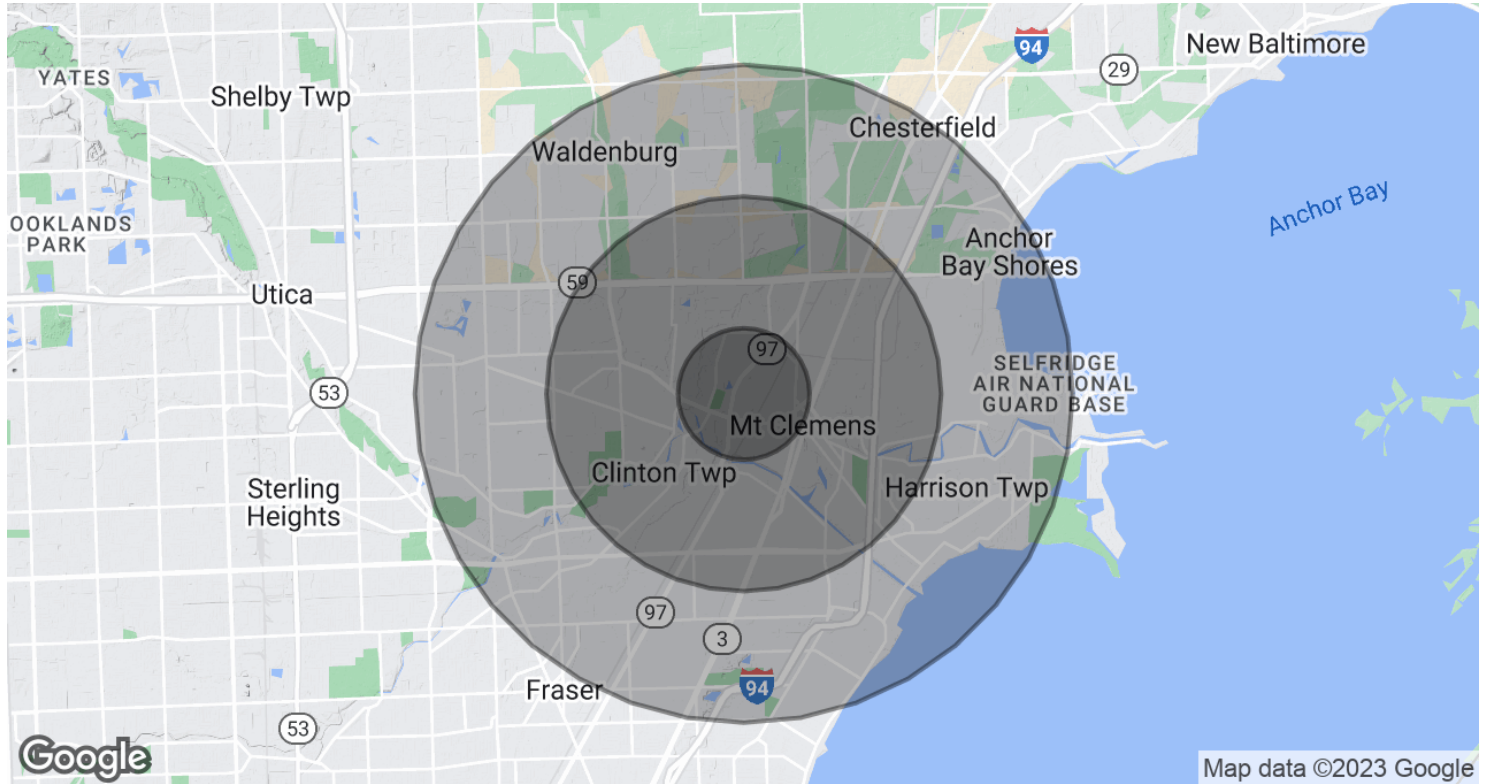 New Baltimore
94
29
YATES
Shelby Twp
Chesterfield
Waldenburg
Anchor Bay
OOKLANDS
PARK
Anchor
Bay Shores
59
Utica
97
SELFRIDGE
AIR NATIONAL
GUARD BASE
53
Mt Clemens
Clinton Twp
Harrison Twp
Sterling
Heights
97
3
94
Fraser
53
Google
Map data ©2023 Google